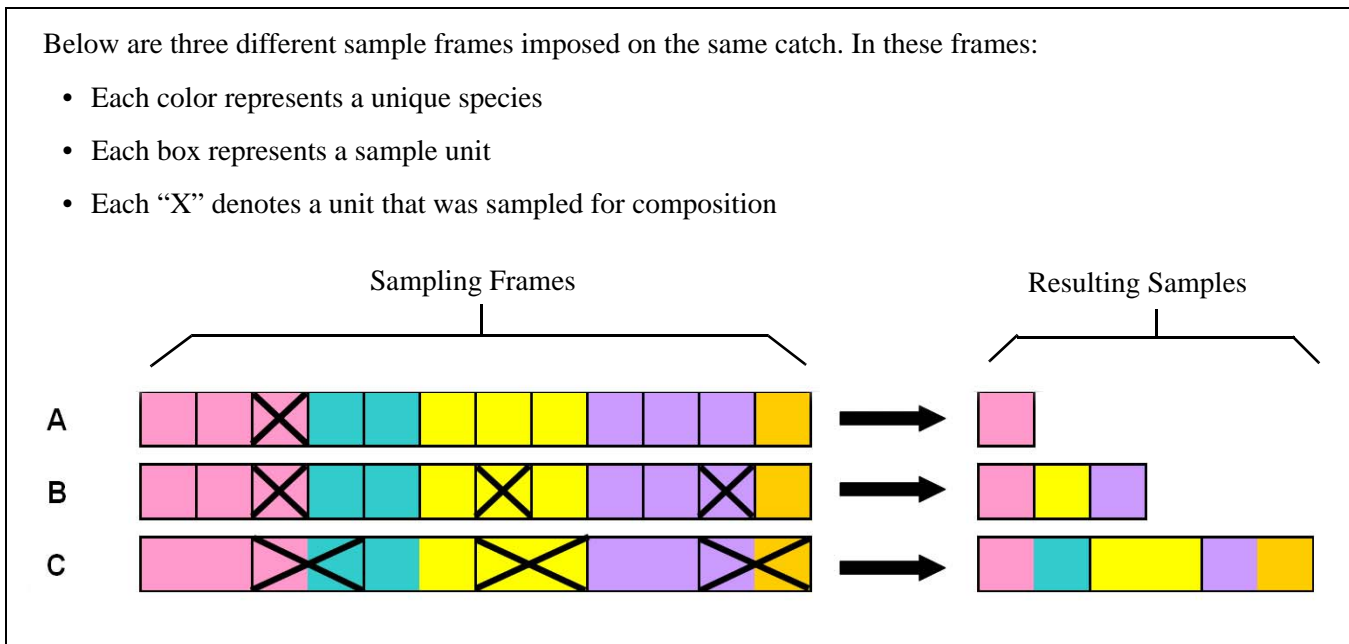 Below are three different sample frames imposed on the same catch. In these frames:
• Each color represents a unique species
• Each box represents a sample unit
• Each “X” denotes a unit that was sampled for composition
Sampling Frames
Resulting Samples
A
B
C